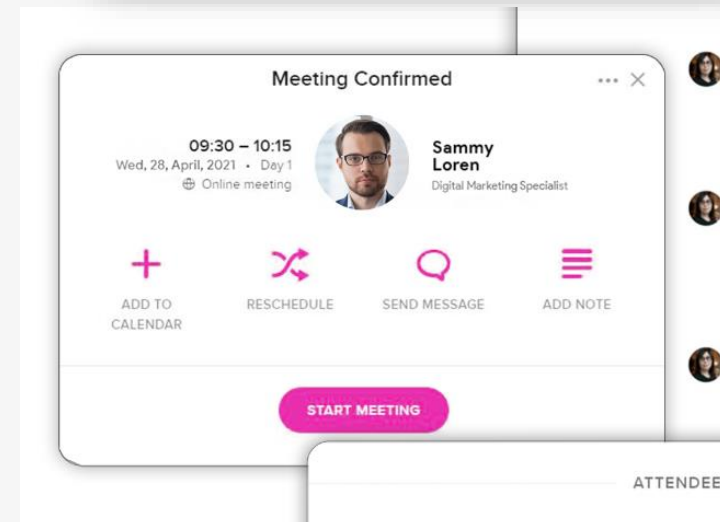 Meeting Confirmed
09:30 – 10:15
Wed, 28, April, 2021 • Day 1
Online meeting
Sammy
Loren
Digital Marketing Specialist
ADD TO
CALENDAR
RESCHEDULE
SEND MESSAGE
ADD NOTE
START MEETING
ATTENDEE